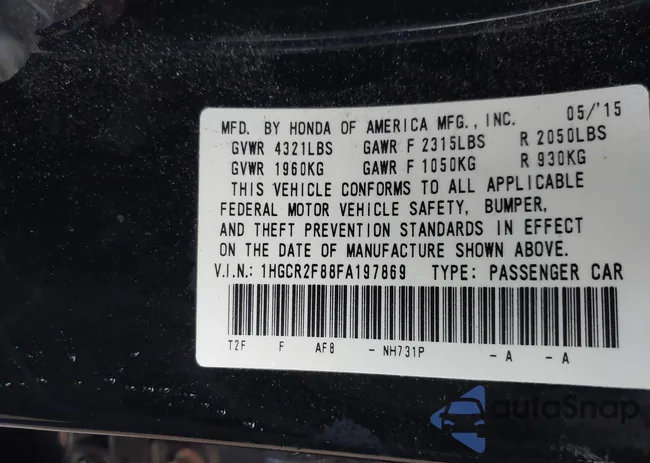 MFD. BY HONDA OF AMERICA MFG., INC. 05/'15
GVWR 4321LBS GAWR F 2315LBS R 2050LBS
GVWR 1960KG GAWR F 1050KG R 930KG
THIS VEHICLE CONFORMS TO ALL APPLICABLE
FEDERAL MOTOR VEHICLE SAFETY, BUMPER,
AND THEFT PREVENTION STANDARDS IN EFFECT
ON THE DATE OF MANUFACTURE SHOWN ABOVE.
V.I.N.: 1HGCR2F88FA197869 TYPE: PASSENGER CAR
T2F F AF8 - NH731P - A - A
autoSnap